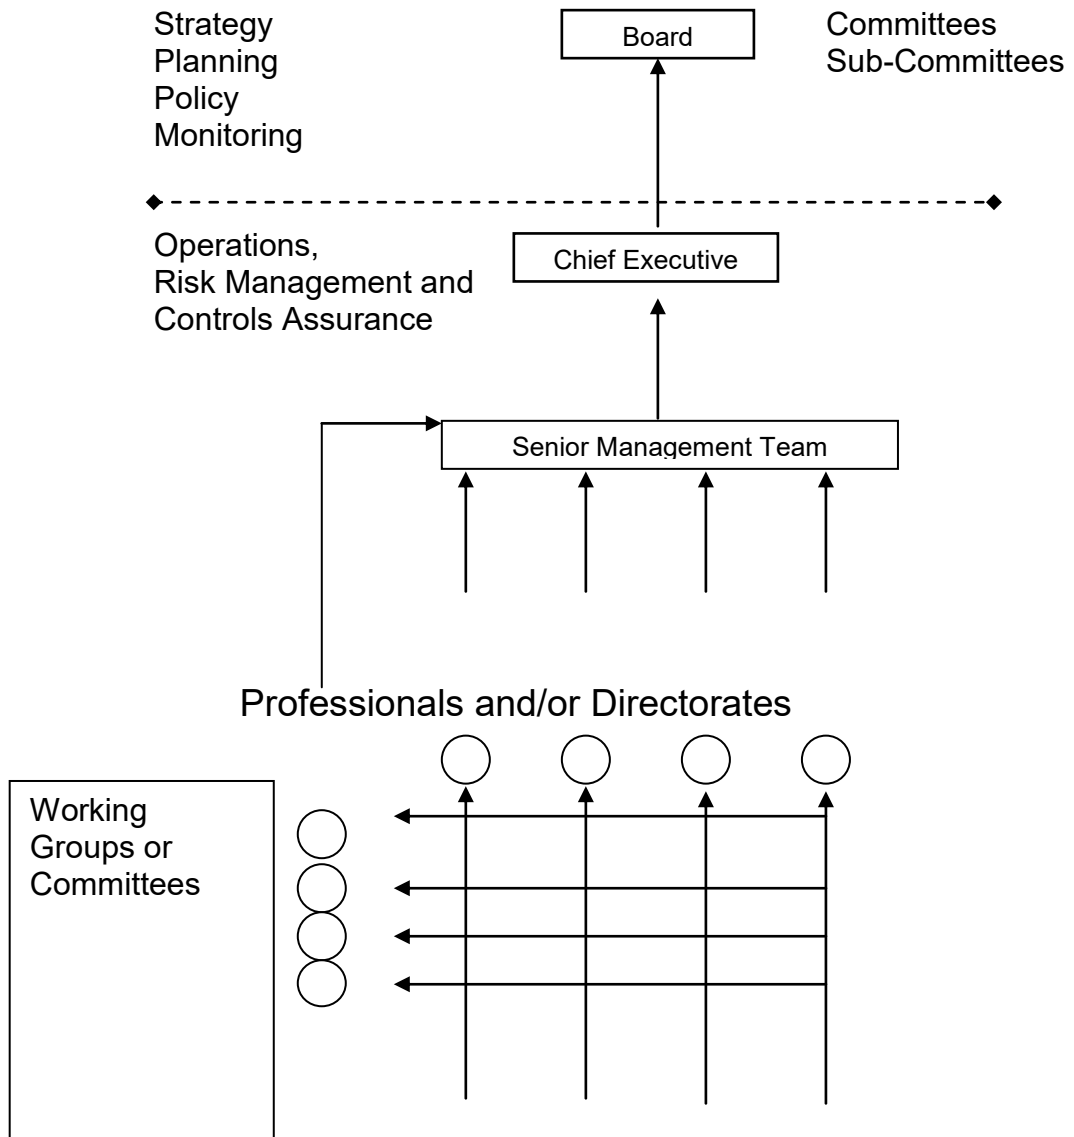 Strategy
Planning
Policy
Monitoring
Board
Committees
Sub-Committees
Operations,
Risk Management and
Controls Assurance
Chief Executive
Senior Management Team
Professionals and/or Directorates
Working
Groups or
Committees